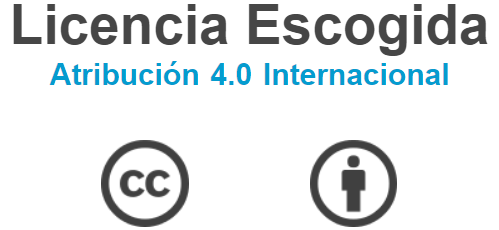 Licencia Escogida
Atribución 4.0 Internacional
CC